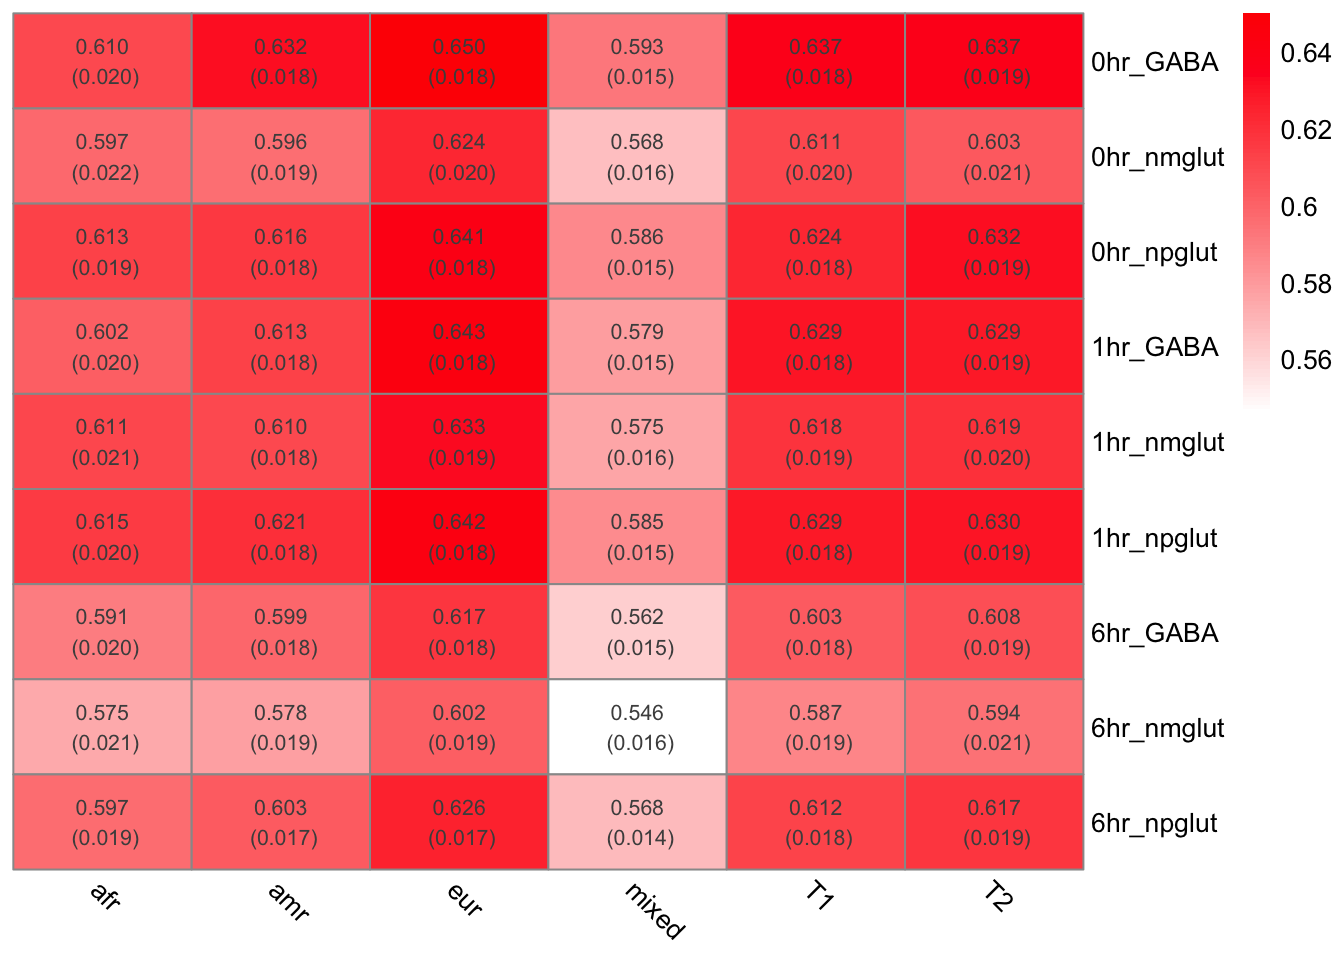 0.610 0.632 0.650 0.593 0.637 0.637
(0.020) (0.018) (0.018) (0.015) (0.018) (0.019)
0hr_GABA
0.597 0.596 0.624 0.568 0.611 0.603
(0.022) (0.019) (0.020) (0.016) (0.020) (0.021)
0hr_nmglut
0.613 0.616 0.641 0.586 0.624 0.632
(0.019) (0.018) (0.018) (0.015) (0.018) (0.019)
0hr_npglut
0.602 0.613 0.643 0.579 0.629 0.629
(0.020) (0.018) (0.018) (0.015) (0.018) (0.019)
1hr_GABA
0.611 0.610 0.633 0.575 0.618 0.619
(0.021) (0.018) (0.019) (0.016) (0.019) (0.020)
1hr_nmglut
0.615 0.621 0.642 0.585 0.629 0.630
(0.020) (0.018) (0.018) (0.015) (0.018) (0.019)
1hr_npglut
0.591 0.599 0.617 0.562 0.603 0.608
(0.020) (0.018) (0.018) (0.015) (0.018) (0.019)
6hr_GABA
0.575 0.578 0.602 0.546 0.587 0.594
(0.021) (0.019) (0.019) (0.016) (0.019) (0.021)
6hr_nmglut
0.597 0.603 0.626 0.568 0.612 0.617
(0.019) (0.017) (0.017) (0.014) (0.018) (0.019)
6hr_npglut
afr amr eur mixed T1 T2
0.64
0.62
0.6
0.58
0.56